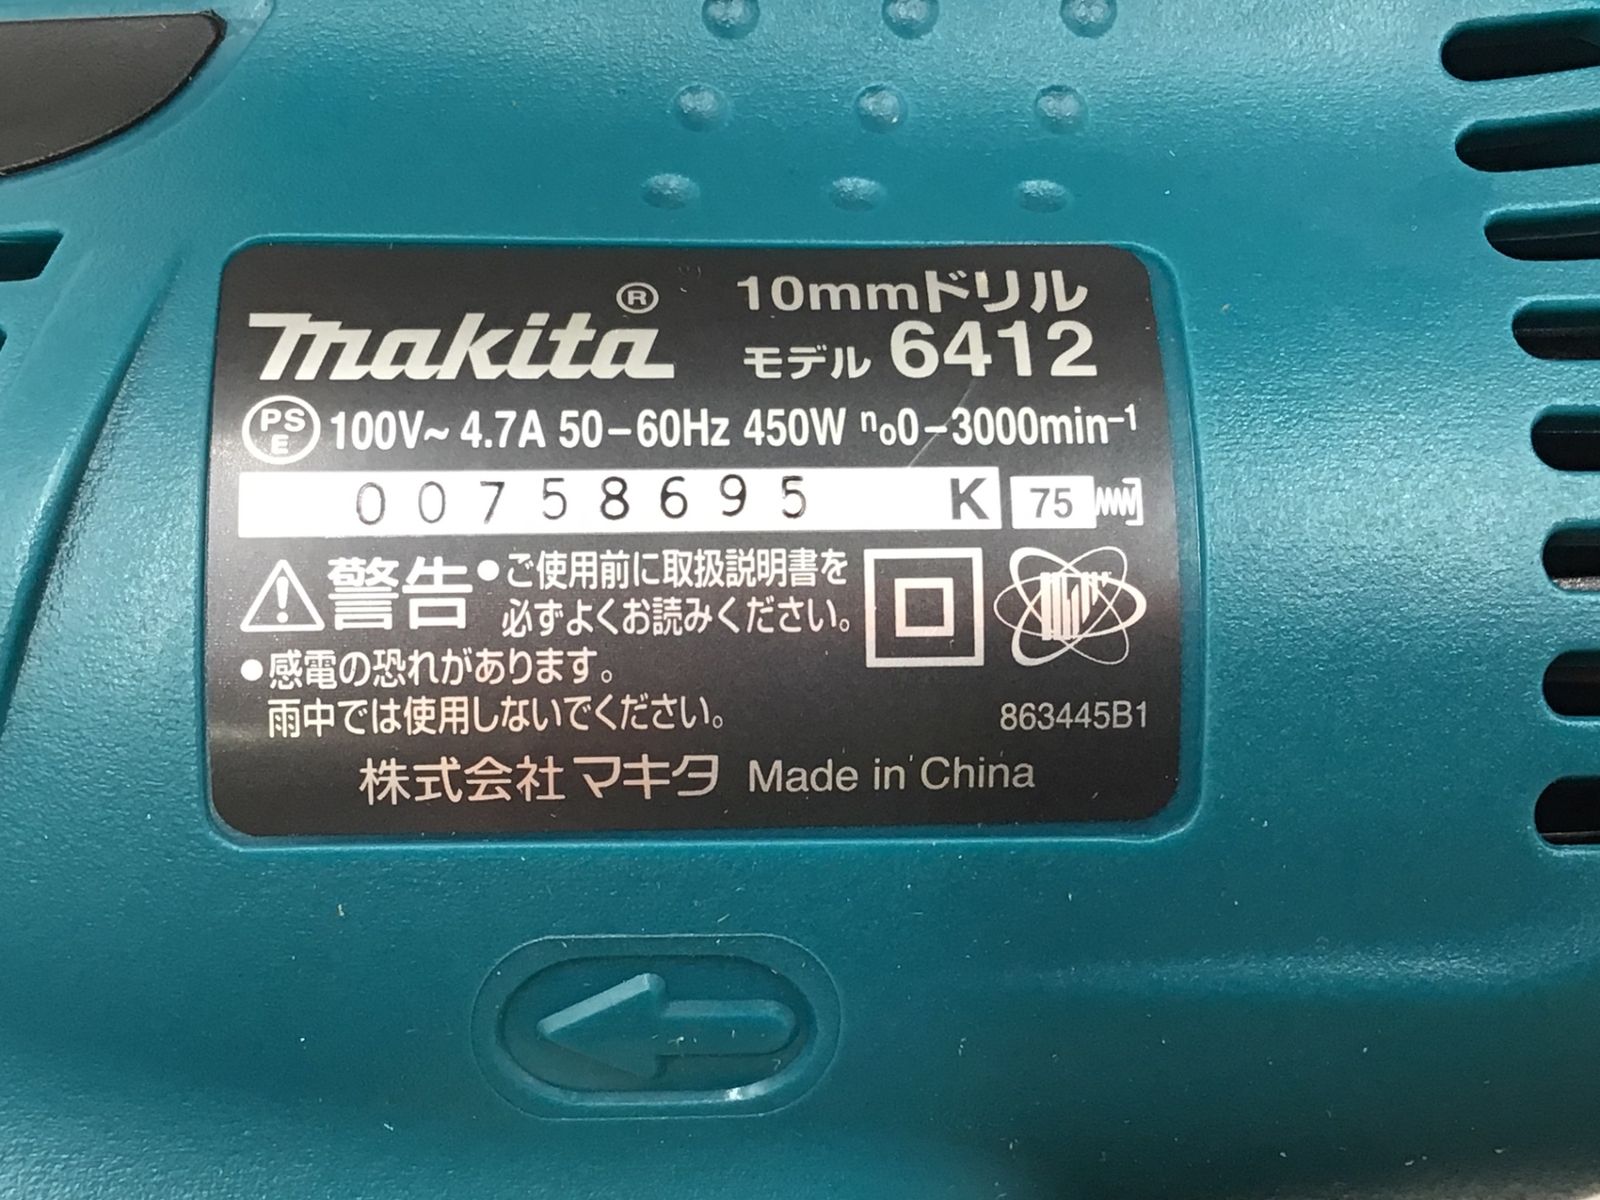 makita®
10mmドリル
モデル 6412
PSE 100V~ 4.7A 50-60Hz 450W n₀0-3000min⁻¹
00758695 K 75
警告 ●ご使用前に取扱説明書を
必ずよくお読みください。
●感電の恐れがあります。
雨中では使用しないでください。
863445B1
株式会社マキタ Made in China